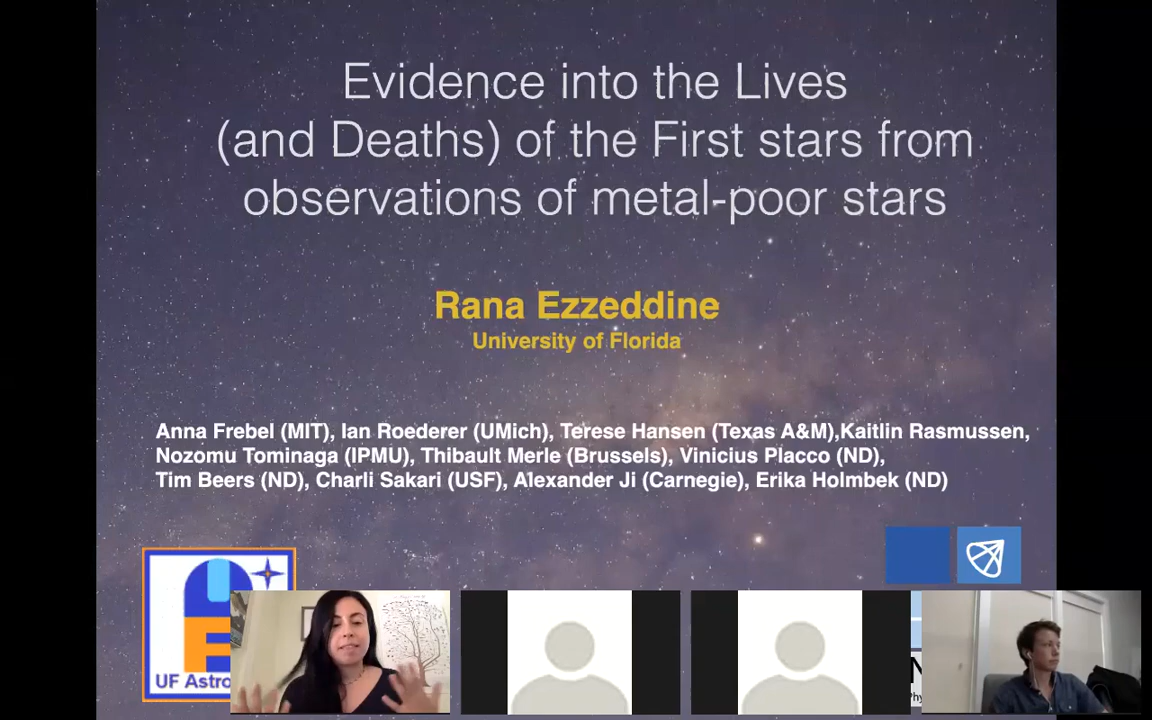 Evidence into the Lives
(and Deaths) of the First stars from
observations of metal-poor stars
Rana Ezzeddine
University of Florida
Anna Frebel (MIT), Ian Roederer (UMich), Terese Hansen (Texas A&M),Kaitlin Rasmussen,
Nozomu Tominaga (IPMU), Thibault Merle (Brussels), Vinicius Placco (ND),
Tim Beers (ND), Charli Sakari (USF), Alexander Ji (Carnegie), Erika Holmbek (ND)
UF Astro